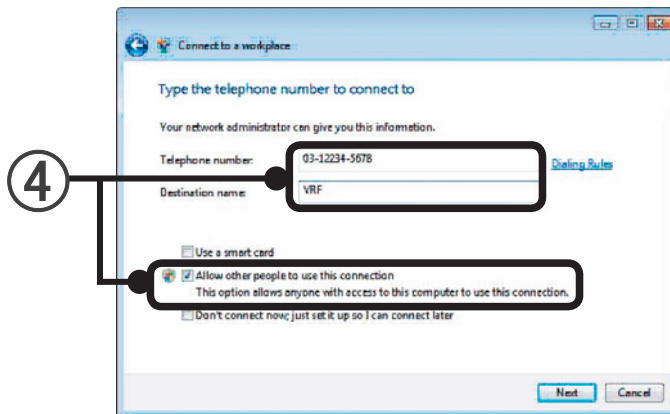 Connect to a workplace
Type the telephone number to connect to
Your network administrator can give you this information.
Telephone number: 03-12234-5678 Dialing Rules
Destination name: VRF
④
Use a smart card
Allow other people to use this connection
This option allows anyone with access to this computer to use this connection.
Don't connect now; just set it up so I can connect later
Next Cancel